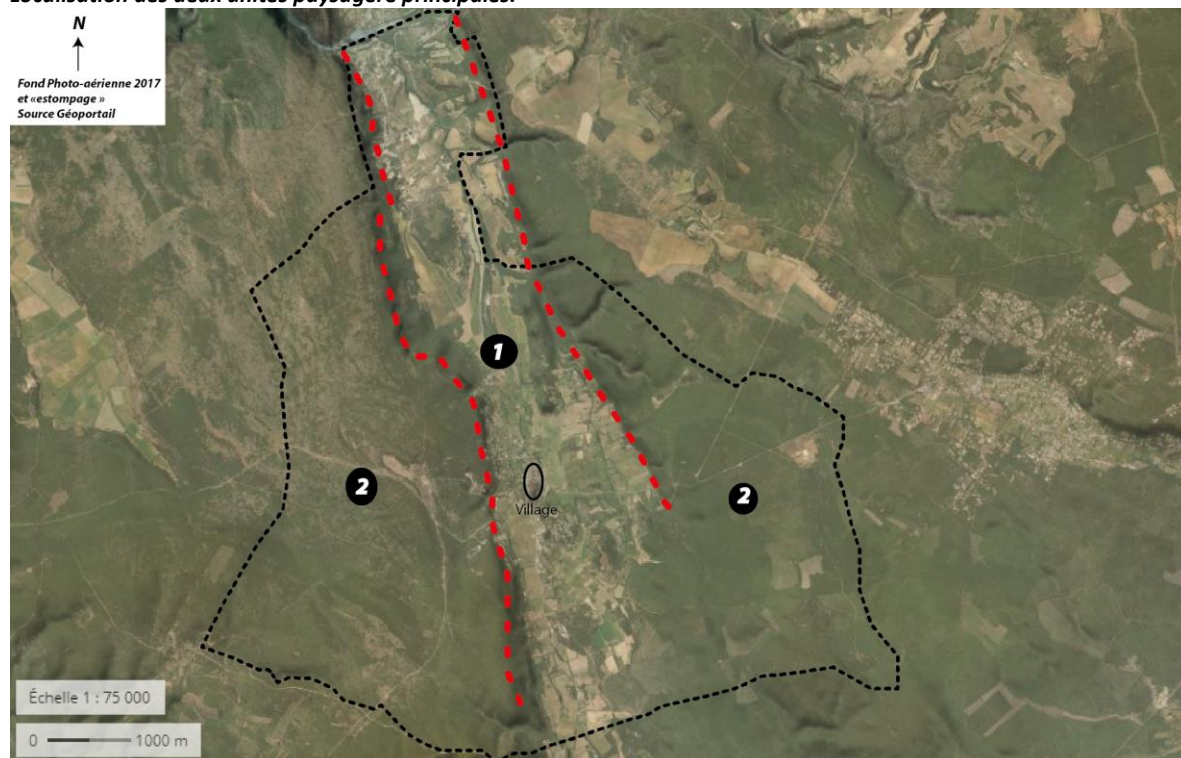 Localisation des deux unités paysagère principales.
N
Fond Photo-aérienne 2017
et «estompage »
Source Géoportail
1
2
2
Village
Échelle 1 : 75 000
0 1000 m